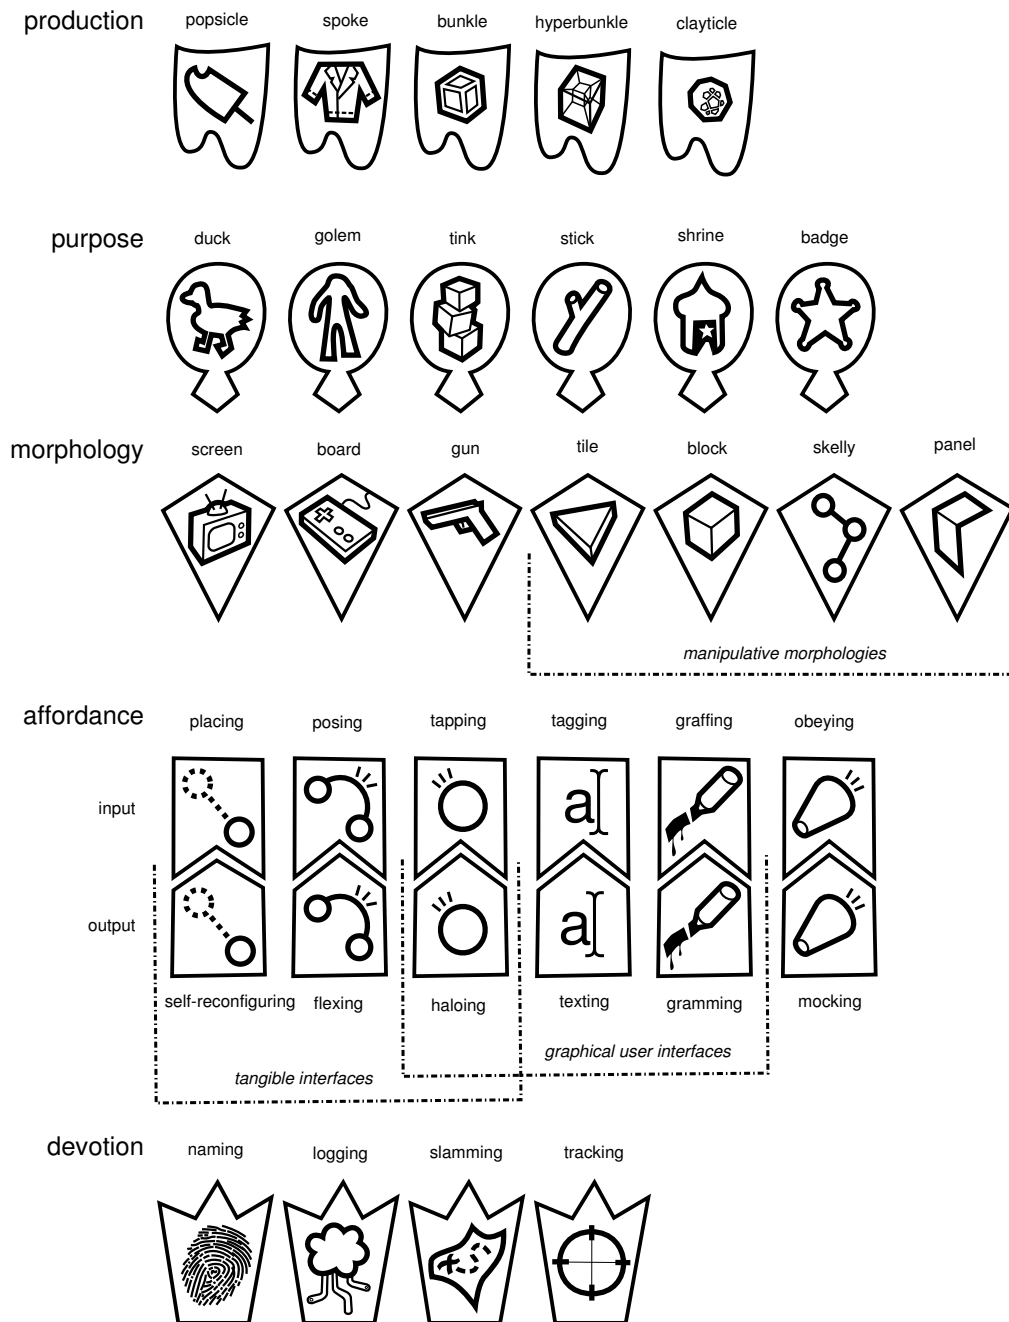 production
popsicle spoke bunkle hyperbunkle clayticle
purpose
duck golem tink stick shrine badge
morphology
screen board gun tile block skelly panel
manipulative morphologies
affordance
placing posing tapping tagging graffing obeying
input
a
output
a
self-reconfiguring flexing haloing texting gramming mocking
graphical user interfaces
tangible interfaces
devotion
naming logging slamming tracking